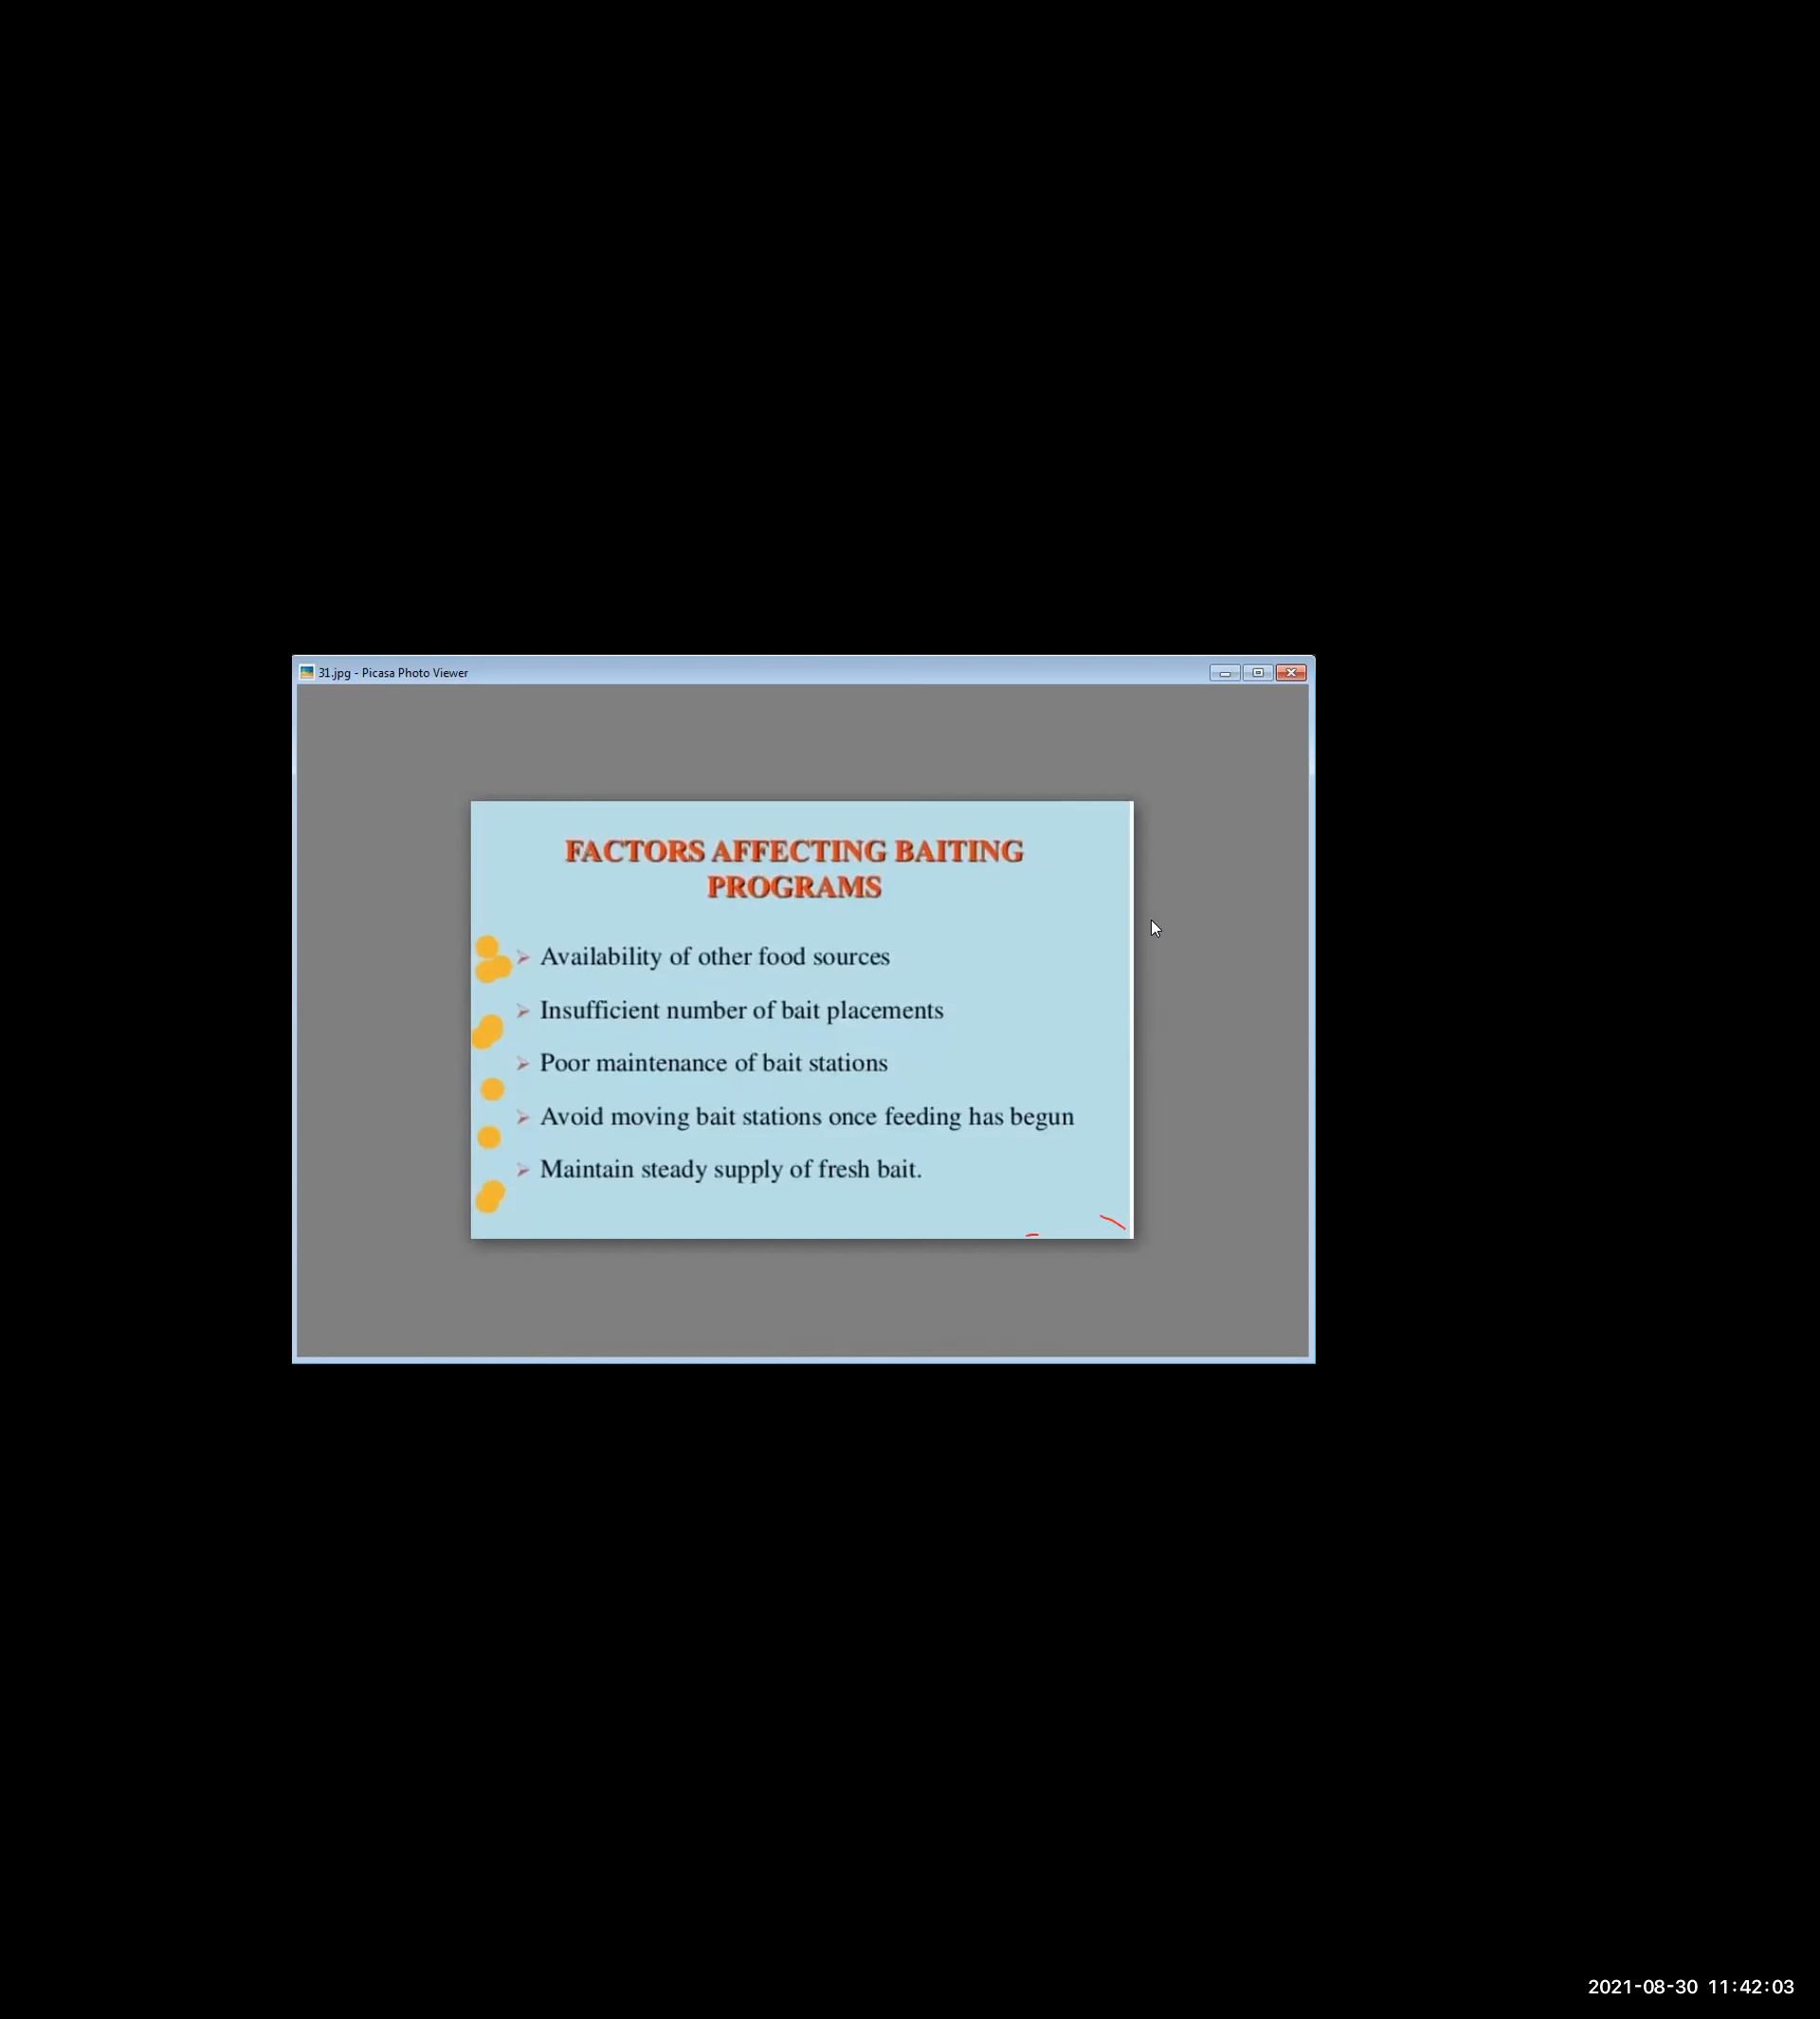 31.jpg - Picasa Photo Viewer
FACTORS AFFECTING BAITING
PROGRAMS
➢ Availability of other food sources
➢ Insufficient number of bait placements
➢ Poor maintenance of bait stations
➢ Avoid moving bait stations once feeding has begun
➢ Maintain steady supply of fresh bait.
2021-08-30 11:42:03